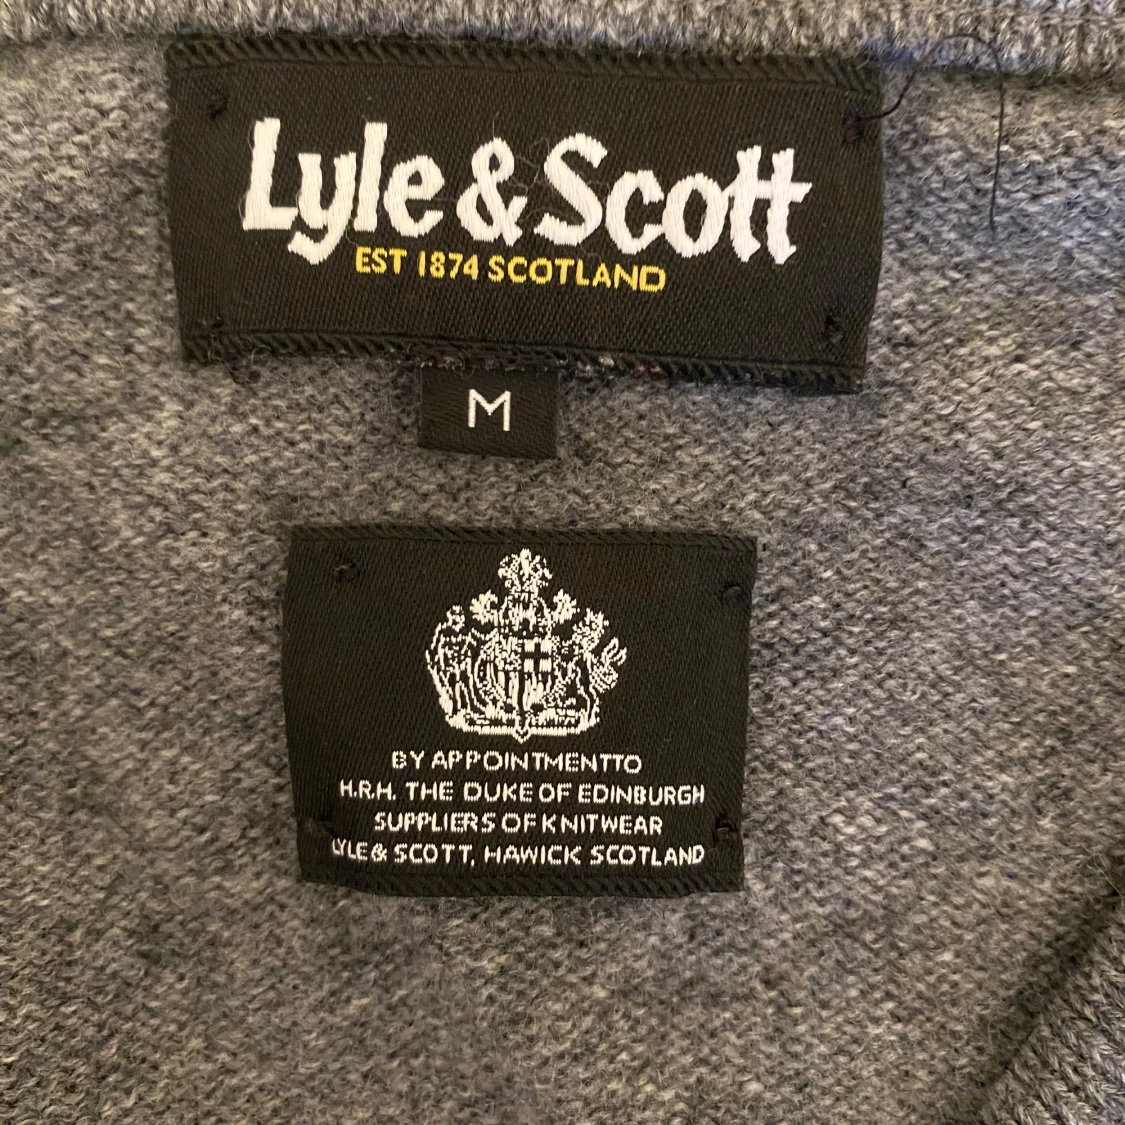 Lyle & Scott
EST 1874 SCOTLAND
M
BY APPOINTMENTTO
H.R.H. THE DUKE OF EDINBURGH
SUPPLIERS OF KNITWEAR
LYLE & SCOTT, HAWICK SCOTLAND